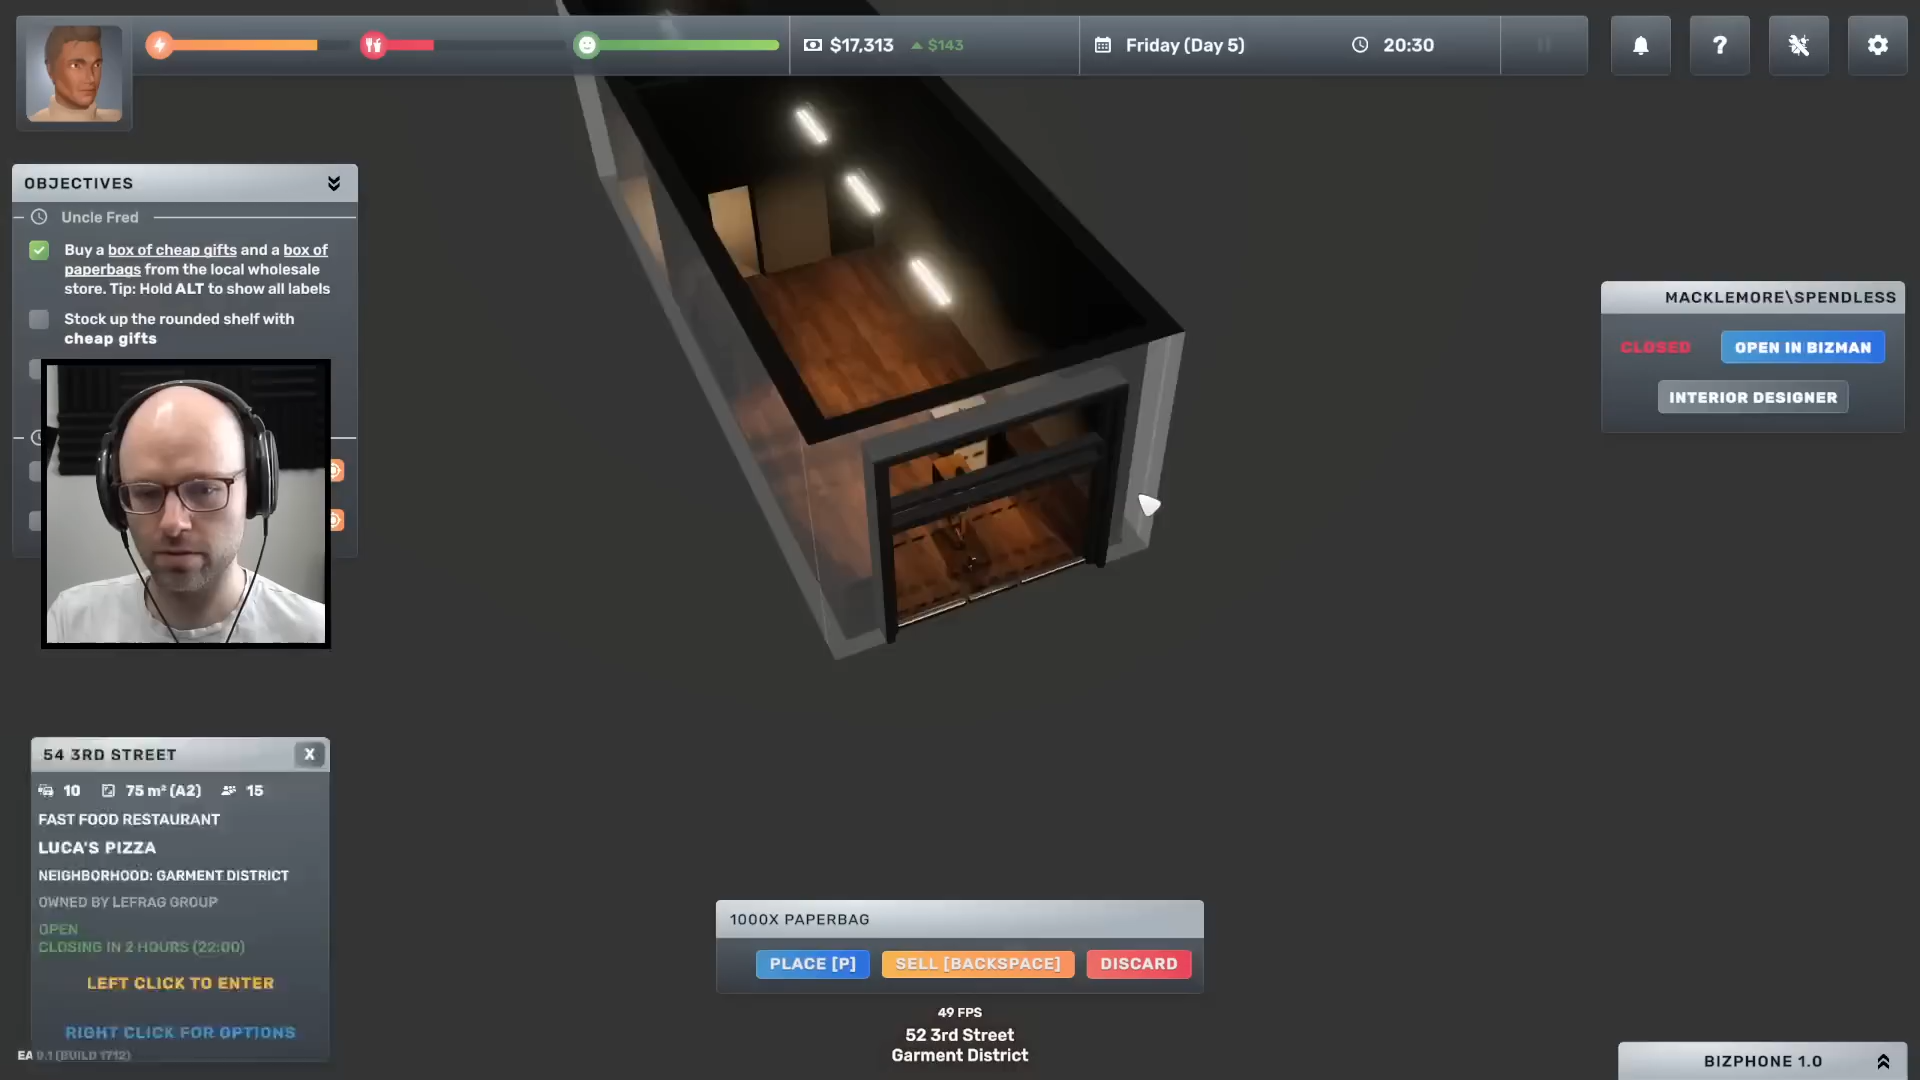 $17,313 $143
Friday (Day 5)
20:30
?
OBJECTIVES
Uncle Fred
Buy a box of cheap gifts and a box of
paperbags from the local wholesale
store. Tip: Hold ALT to show all labels
Stock up the rounded shelf with
cheap gifts
MACKLEMORE\SPENDLESS
CLOSED
OPEN IN BIZMAN
INTERIOR DESIGNER
54 3RD STREET
X
10 75 m² (A2) 15
FAST FOOD RESTAURANT
LUCA'S PIZZA
NEIGHBORHOOD: GARMENT DISTRICT
OWNED BY LEFRAG GROUP
OPEN
CLOSING IN 2 HOURS (22:00)
LEFT CLICK TO ENTER
RIGHT CLICK FOR OPTIONS
EA 0.1 (BUILD 1712)
1000X PAPERBAG
PLACE [P]
SELL [BACKSPACE]
DISCARD
49 FPS
52 3rd Street
Garment District
BIZPHONE 1.0